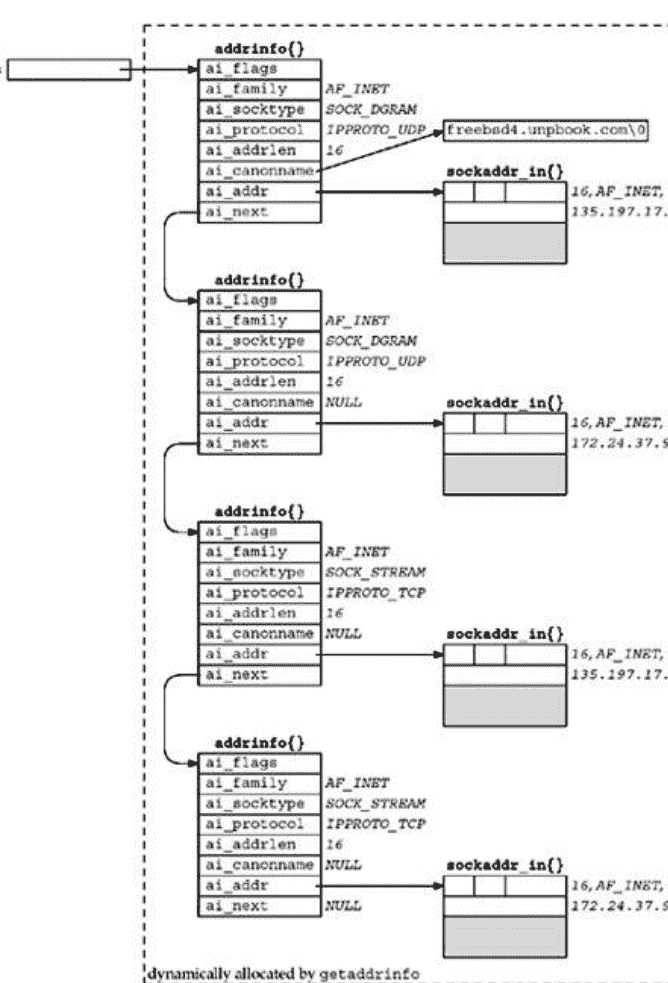 addrinfo{}
ai_flags
ai_family AF_INET
ai_socktype SOCK_DGRAM
ai_protocol IPPROTO_UDP
ai_addrlen 16
ai_canonname
ai_addr
ai_next
freebsd4.unpbook.com\0
sockaddr_in{}
16, AF_INET,
135.197.17.
addrinfo{}
ai_flags
ai_family AF_INET
ai_socktype SOCK_DGRAM
ai_protocol IPPROTO_UDP
ai_addrlen 16
ai_canonname NULL
ai_addr
ai_next
sockaddr_in{}
16, AF_INET,
172.24.37.9
addrinfo{}
ai_flags
ai_family AF_INET
ai_socktype SOCK_STREAM
ai_protocol IPPROTO_TCP
ai_addrlen 16
ai_canonname NULL
ai_addr
ai_next
sockaddr_in{}
16, AF_INET,
135.197.17.
addrinfo{}
ai_flags
ai_family AF_INET
ai_socktype SOCK_STREAM
ai_protocol IPPROTO_TCP
ai_addrlen 16
ai_canonname NULL
ai_addr
ai_next NULL
sockaddr_in{}
16, AF_INET,
172.24.37.9
dynamically allocated by getaddrinfo